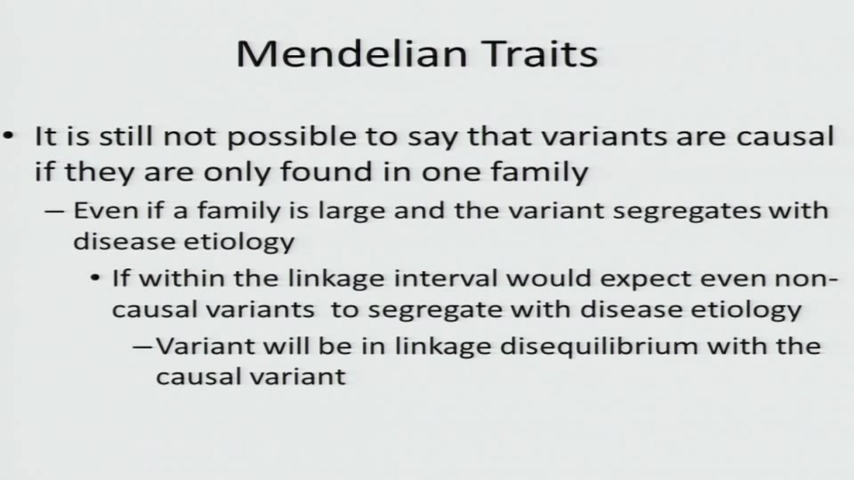 Mendelian Traits
• It is still not possible to say that variants are causal
if they are only found in one family
– Even if a family is large and the variant segregates with
disease etiology
• If within the linkage interval would expect even non-
causal variants to segregate with disease etiology
–Variant will be in linkage disequilibrium with the
causal variant